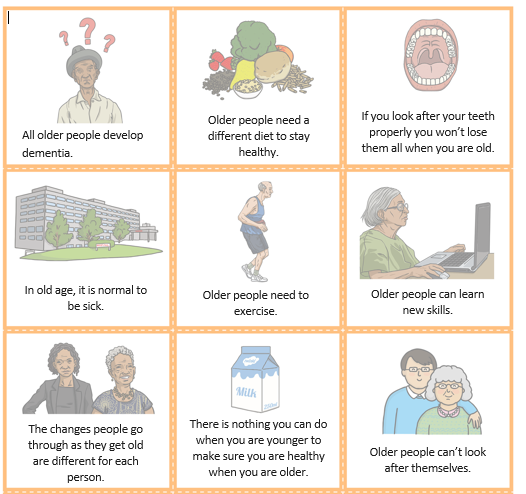 ? ? ?
All older people develop
dementia.
Older people need a
different diet to stay
healthy.
If you look after your teeth
properly you won't lose
them all when you are old.
In old age, it is normal to
be sick.
Older people need to
exercise.
Older people can learn
new skills.
The changes people go
through as they get old
are different for each
person.
Milk
There is nothing you can do
when you are younger to
make sure you are healthy
when you are older.
Older people can't look
after themselves.